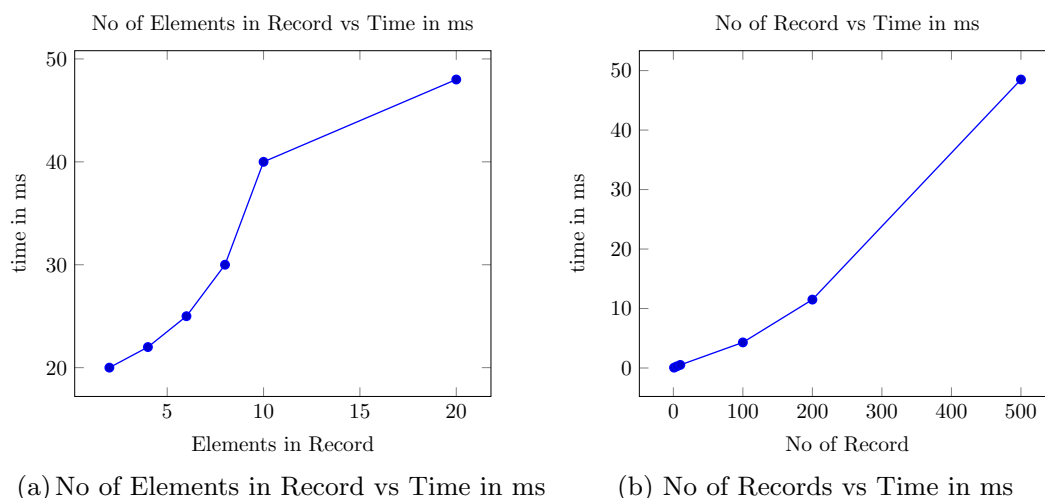 No of Elements in Record vs Time in ms
50
40
30
20
time in ms
5
10
15
20
Elements in Record
(a) No of Elements in Record vs Time in ms
No of Record vs Time in ms
50
40
30
20
10
0
time in ms
0
100
200
300
400
500
No of Record
(b) No of Records vs Time in ms